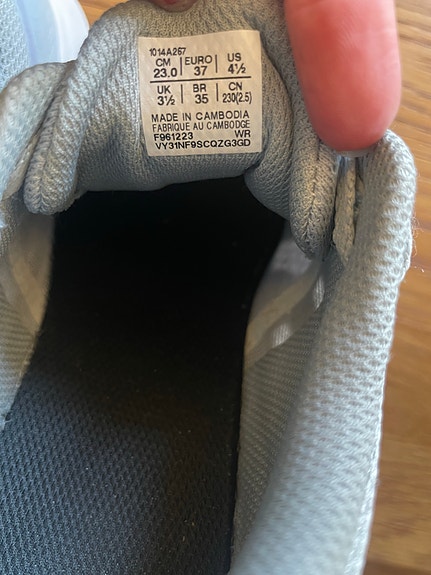 1014A267
CM EURO US
23.0 37 4½
UK BR CN
3½ 35 230(2.5)
MADE IN CAMBODIA
FABRIQUE AU CAMBODGE
F961223 WR
VY31NF9SCQZG3GD